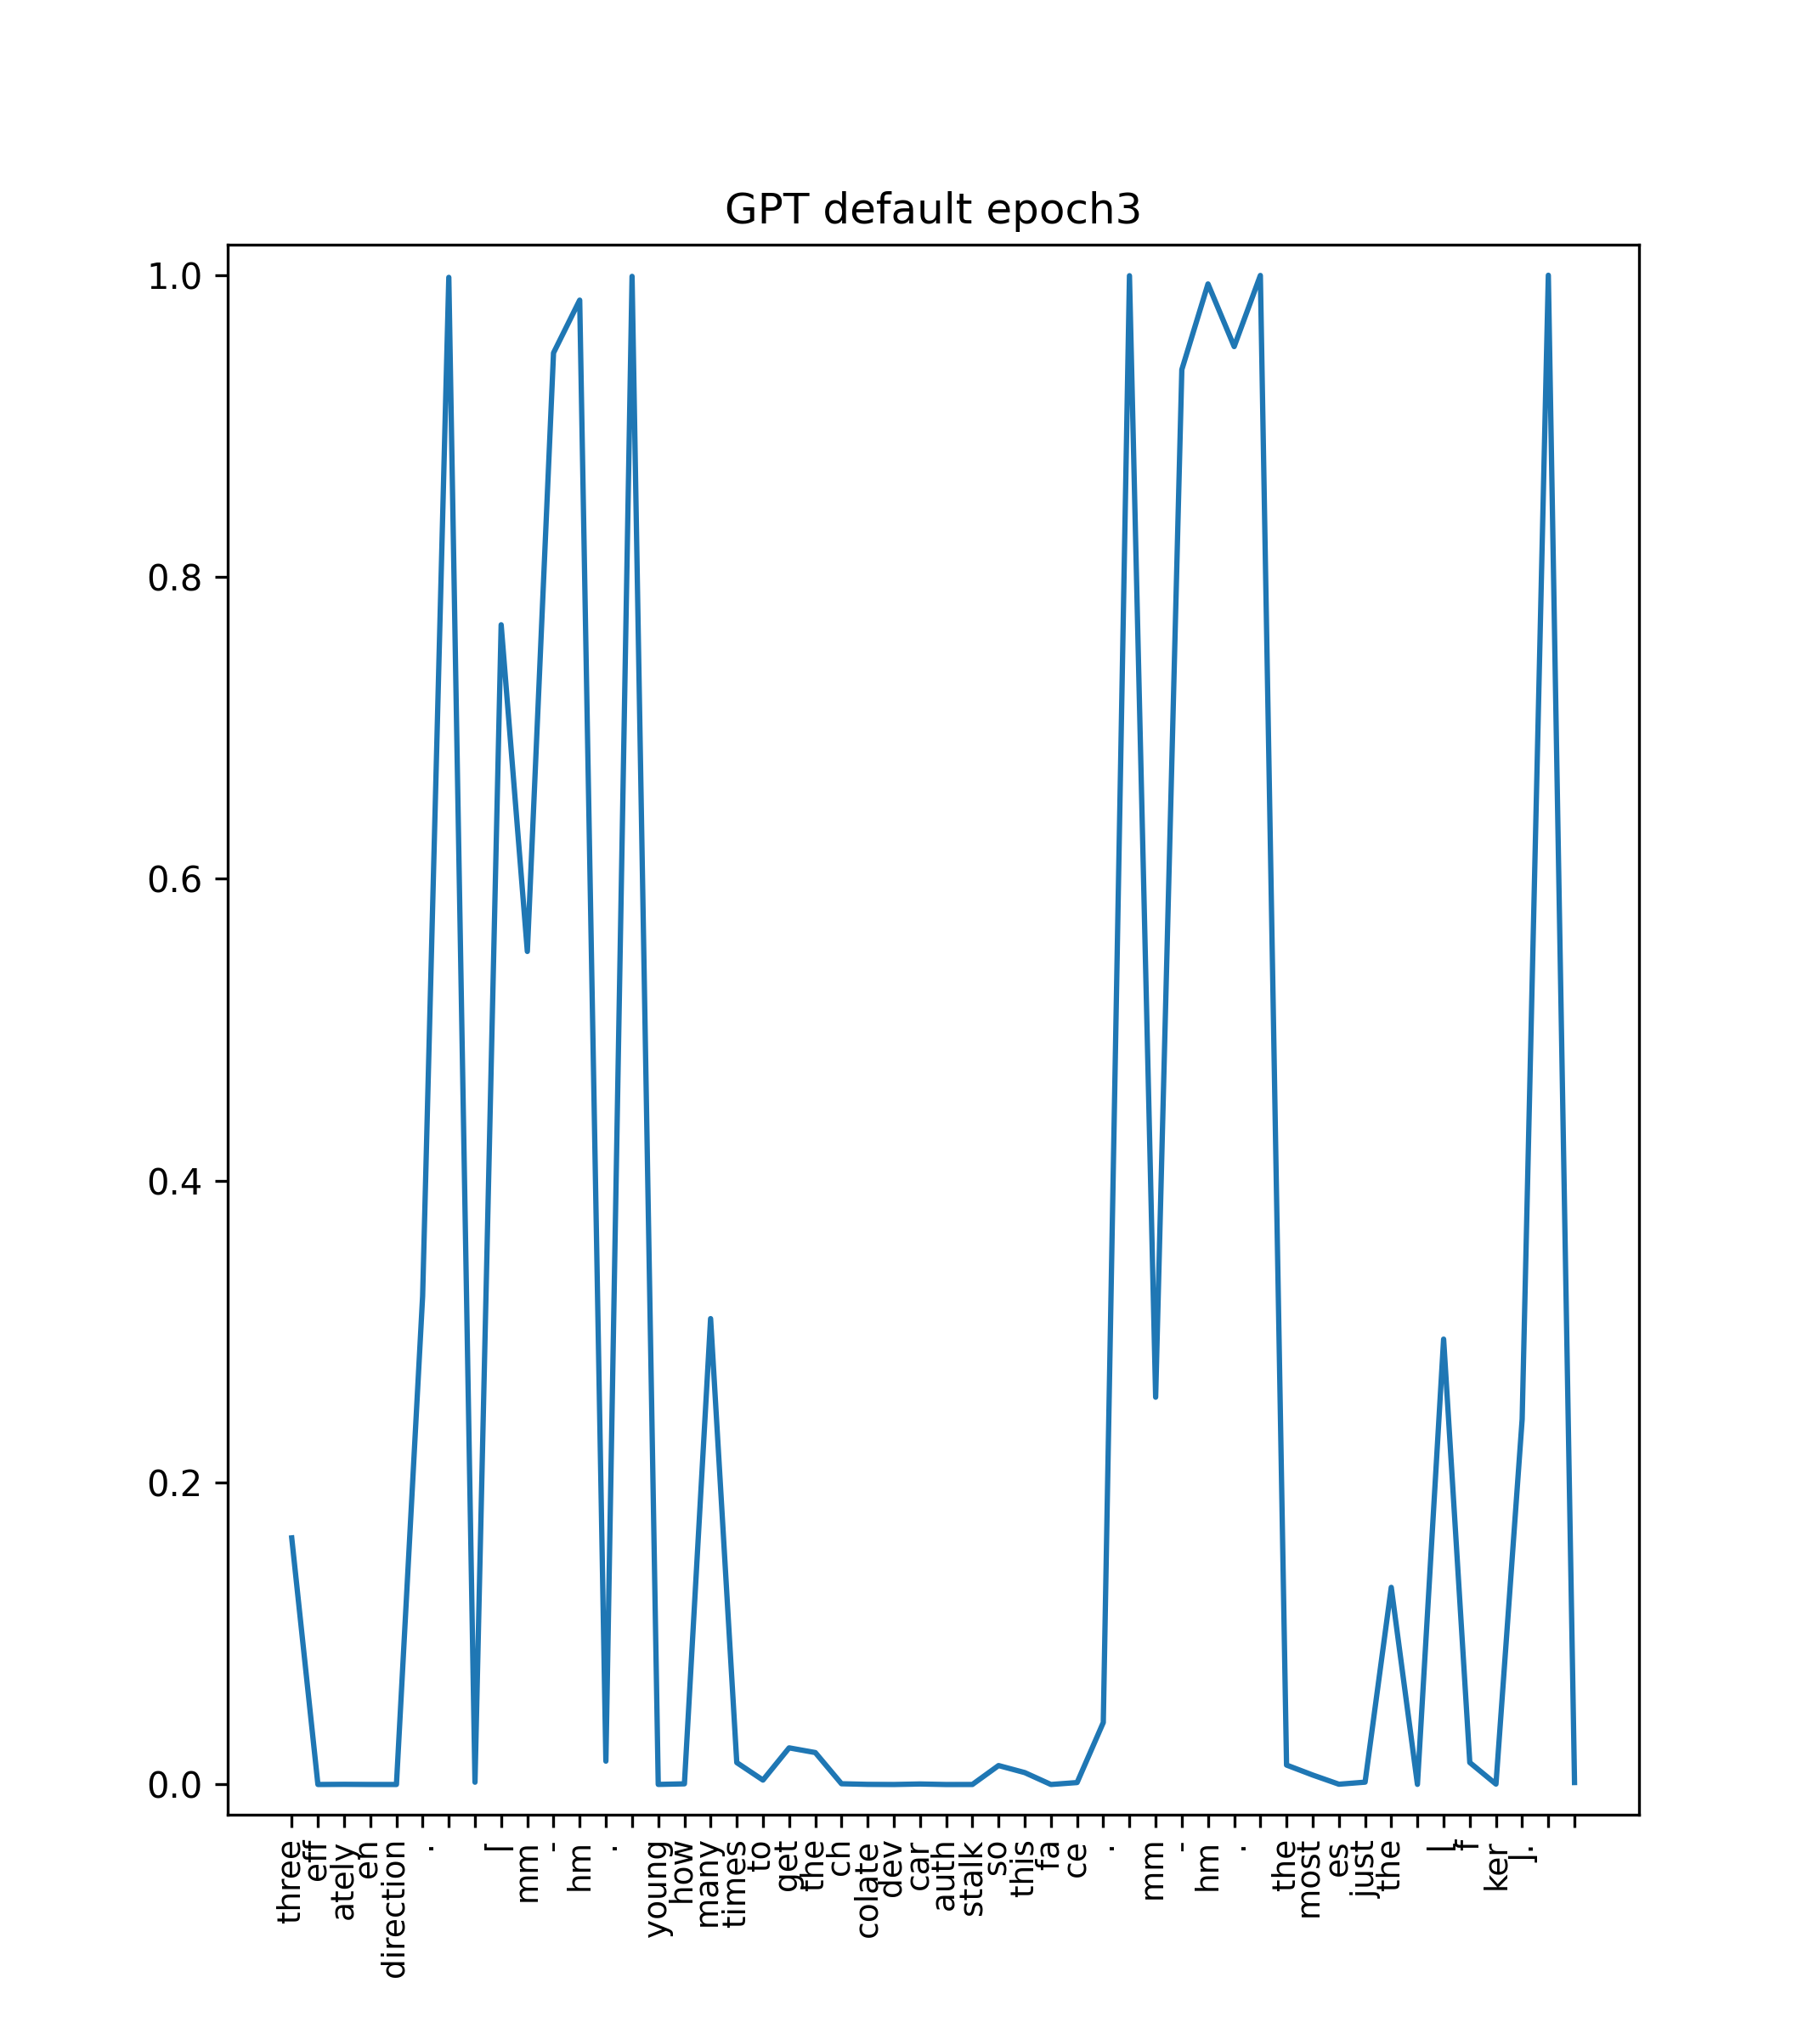 GPT default epoch3
1.0
0.8
0.6
0.4
0.2
0.0
three
eff
ately
en
direction
.
[
mm
-
hm
.
young
how
many
times
to
get
the
ch
colate
dev
car
auth
stalk
so
this
fa
ce
.
mm
-
hm
.
the
most
es
just
the
[
f
ker
].